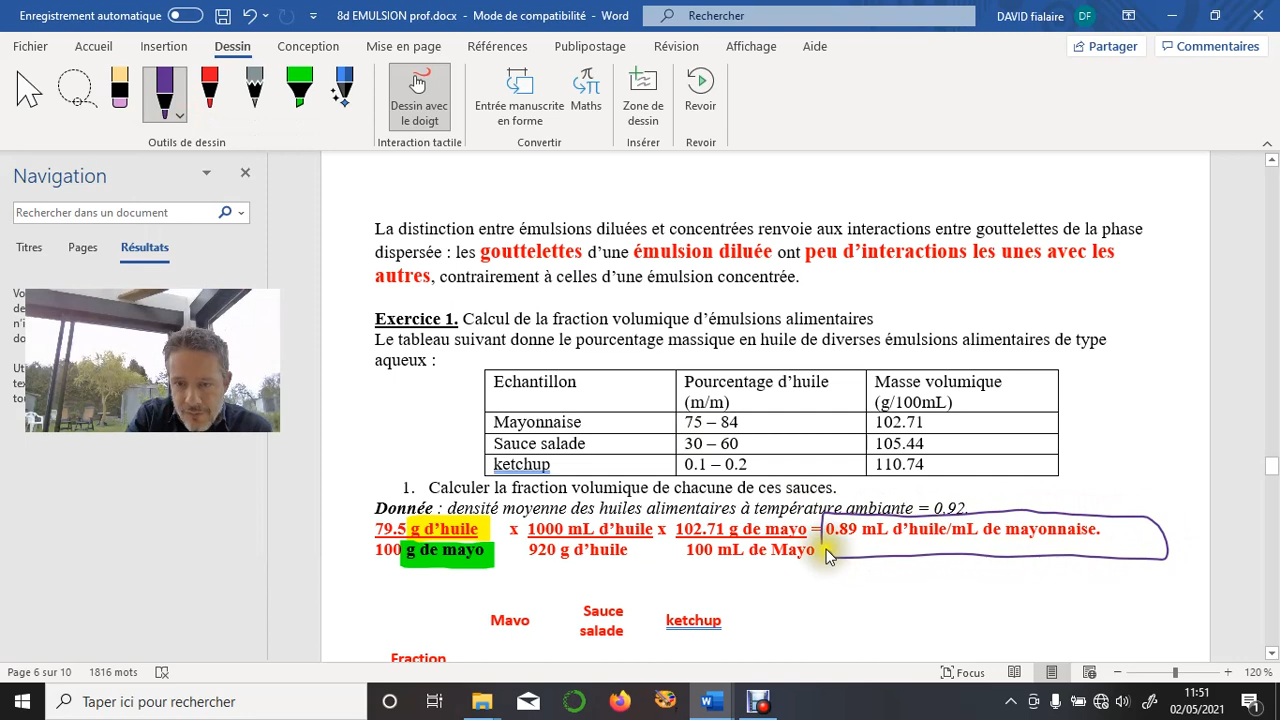 Enregistrement automatique
8d EMULSION prof.docx - Mode de compatibilité - Word
Rechercher
DAVID fialaire
DF
Fichier Accueil Insertion Dessin Conception Mise en page Références Publipostage Révision Affichage Aide
Partager
Commentaires
Dessin avec
le doigt
Entrée manuscrite
en forme
Maths
Zone de
dessin
Revoir
Outils de dessin
Interaction tactile
Convertir
Insérer
Revoir
Navigation
Rechercher dans un document
Titres Pages Résultats
La distinction entre émulsions diluées et concentrées renvoie aux interactions entre gouttelettes de la phase
dispersée : les gouttelettes d'une émulsion diluée ont peu d'interactions les unes avec les
autres, contrairement à celles d'une émulsion concentrée.
Exercice 1. Calcul de la fraction volumique d'émulsions alimentaires
Le tableau suivant donne le pourcentage massique en huile de diverses émulsions alimentaires de type
aqueux :
Echantillon Pourcentage d'huile Masse volumique
(m/m) (g/100mL)
Mayonnaise 75 – 84 102.71
Sauce salade 30 – 60 105.44
ketchup 0.1 – 0.2 110.74
1. Calculer la fraction volumique de chacune de ces sauces.
Donnée : densité moyenne des huiles alimentaires à température ambiante = 0.92.
79.5 g d'huile x 1000 mL d'huile x 102.71 g de mayo = 0.89 mL d'huile/mL de mayonnaise.
100 g de mayo 920 g d'huile 100 mL de Mayo
Mayo Sauce ketchup
salade
Fraction
Page 6 sur 10 1816 mots
Focus
120 %
Taper ici pour rechercher
11:51
02/05/2021